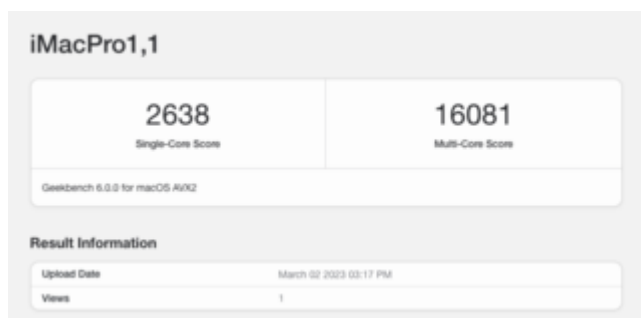 iMacPro1,1
2638 16081
Single-Core Score Multi-Core Score
Geekbench 6.0.0 for macOS AVX2
Result Information
Upload Date March 02 2023 03:17 PM
Views 1